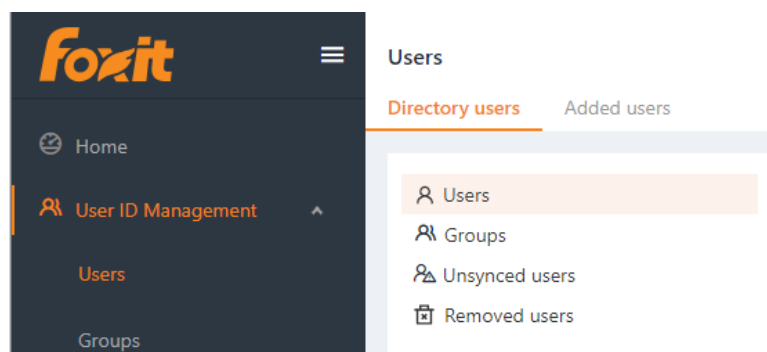 foxit
Home
User ID Management
Users
Groups
Users
Directory users Added users
Users
Groups
Unsynced users
Removed users